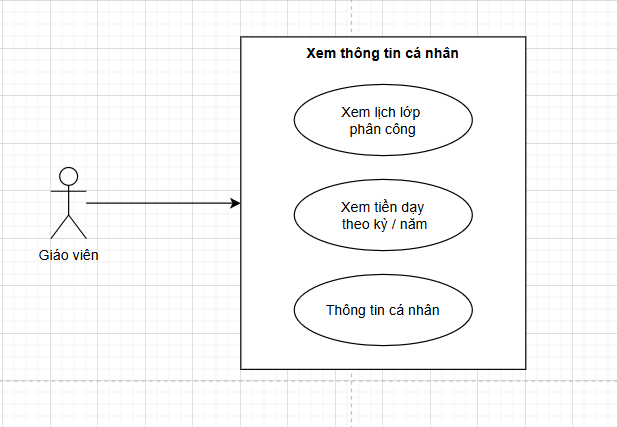 Xem thông tin cá nhân
Xem lịch lớp
phân công
Xem tiền dạy
theo kỷ / năm
Giáo viên
Thông tin cá nhân